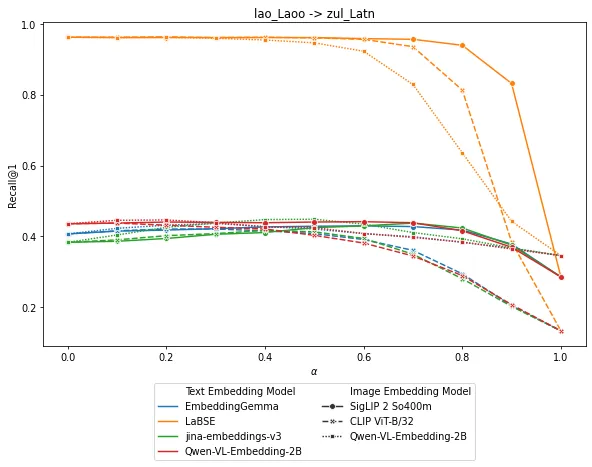 lao_Laoo -> zul_Latn
Recall@1
1.0
0.8
0.6
0.4
0.2
0.0 0.2 0.4 0.6 0.8 1.0
α
Text Embedding Model Image Embedding Model
EmbeddingGemma SigLIP 2 So400m
LaBSE CLIP ViT-B/32
jina-embeddings-v3 Qwen-VL-Embedding-2B
Qwen-VL-Embedding-2B